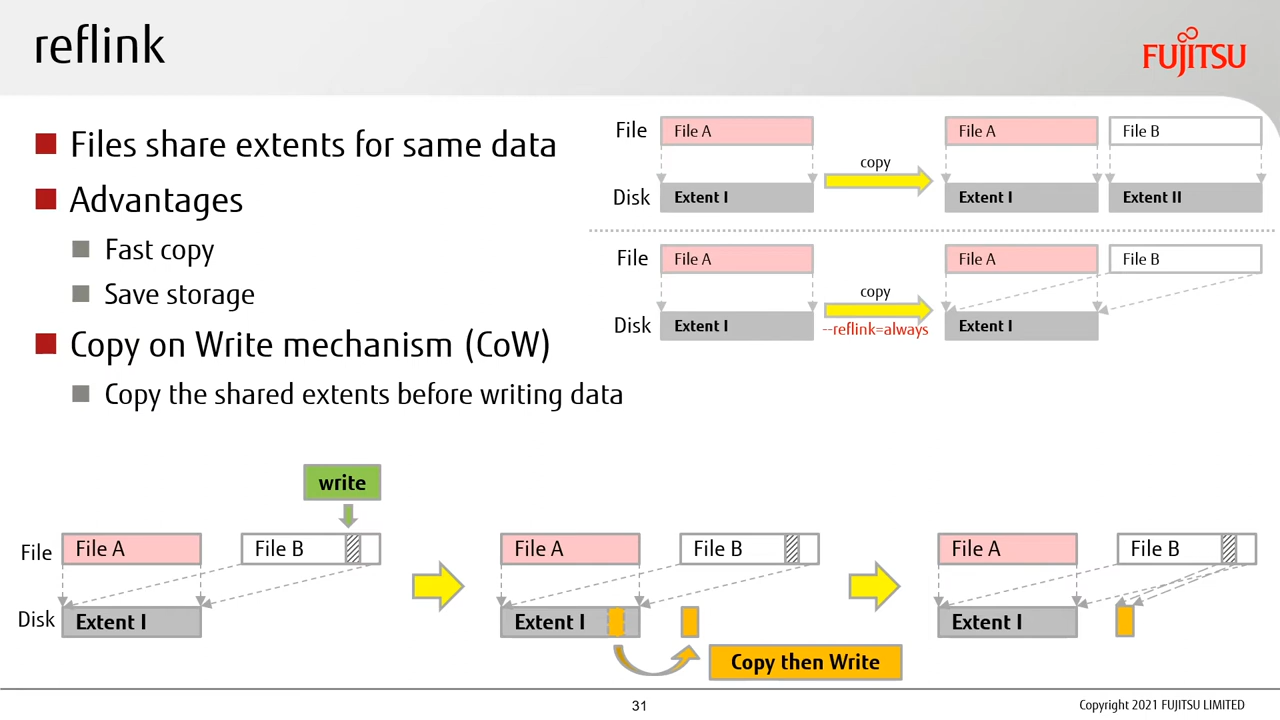 reflink
FUJITSU
Files share extents for same data
Advantages
Fast copy
Save storage
Copy on Write mechanism (CoW)
Copy the shared extents before writing data
File File A File A File B
copy
Disk Extent I Extent I Extent II
File File A File A File B
copy
Disk Extent I --reflink=always Extent I
write
File File A File B File A File B File A File B
Disk Extent I Extent I Extent I
Copy then Write
31
Copyright 2021 FUJITSU LIMITED